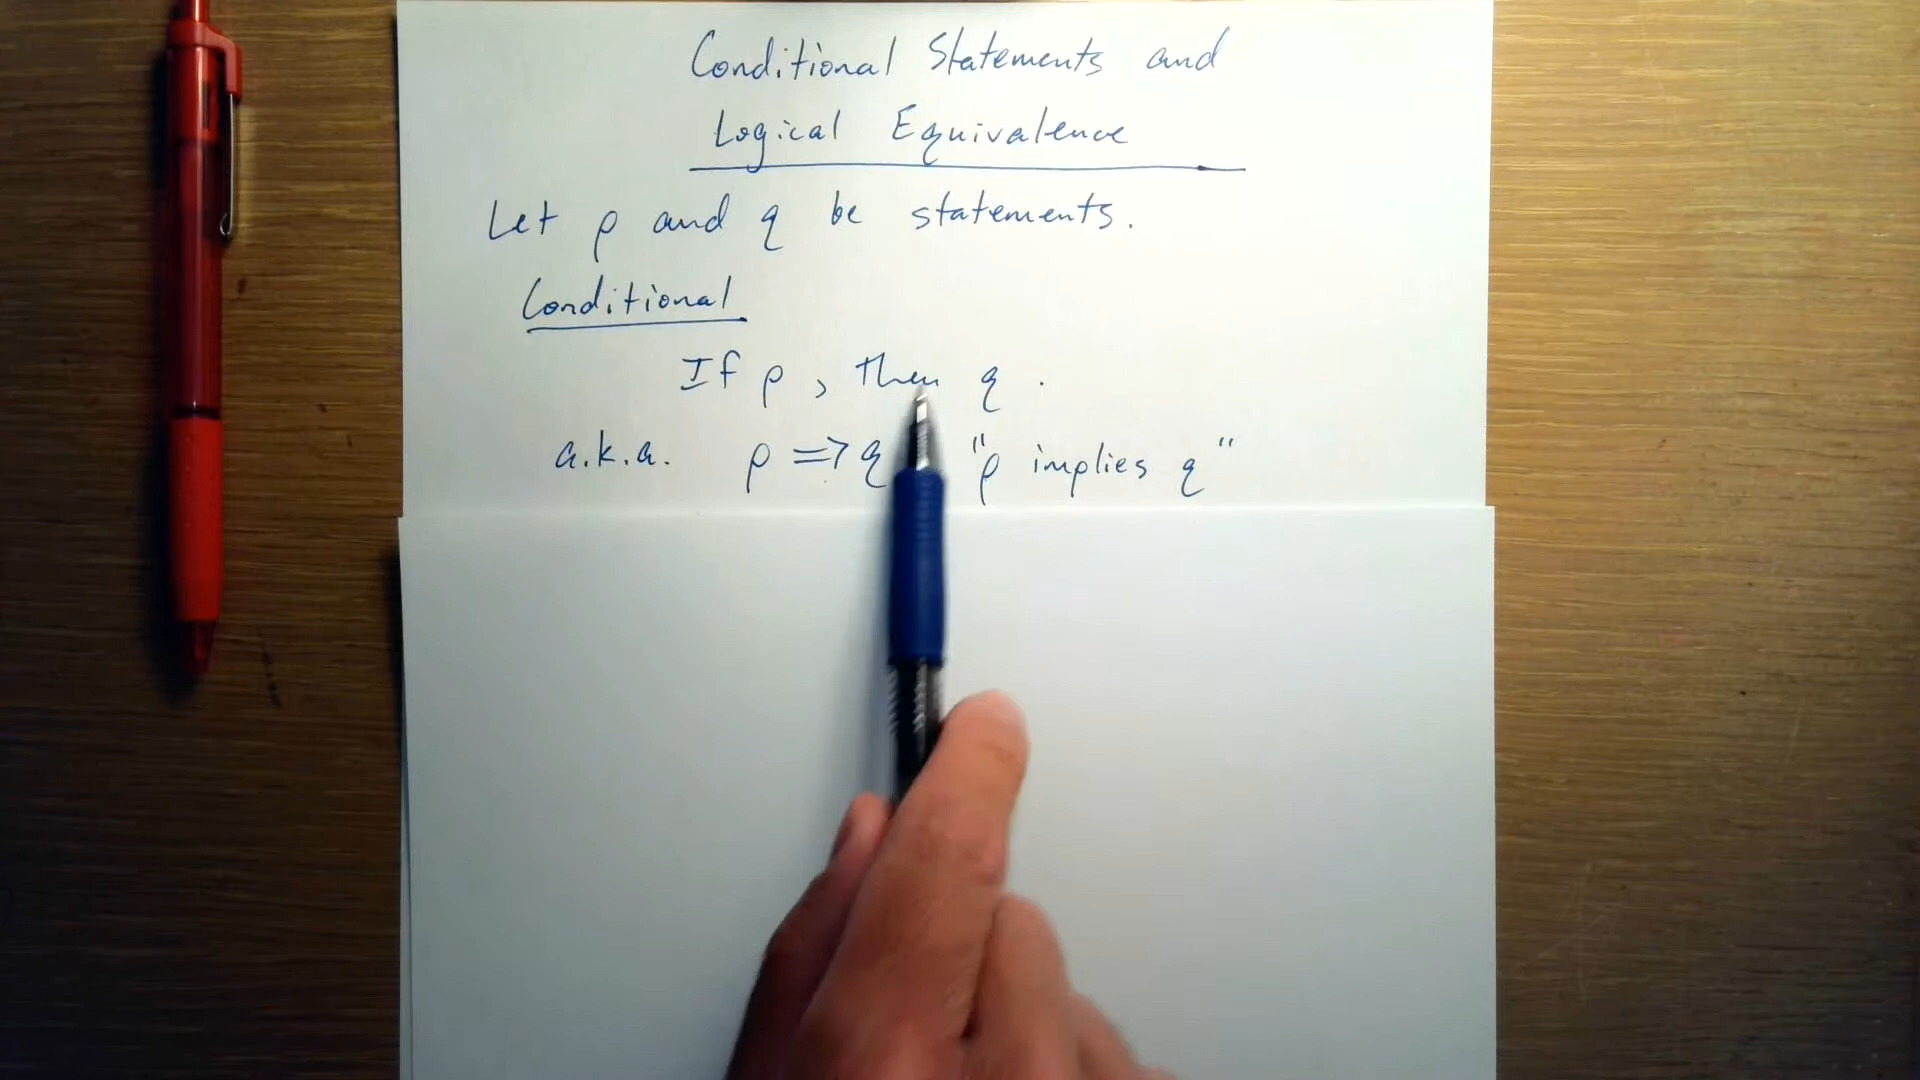 Conditional Statements and
Logical Equivalence
Let p and q be statements.
Conditional
If p, then q.
a.k.a. p => q "p implies q"